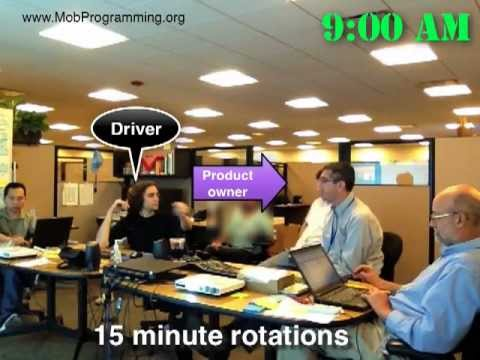 www.MobProgramming.org
9:00 AM
Driver
Product
owner
15 minute rotations